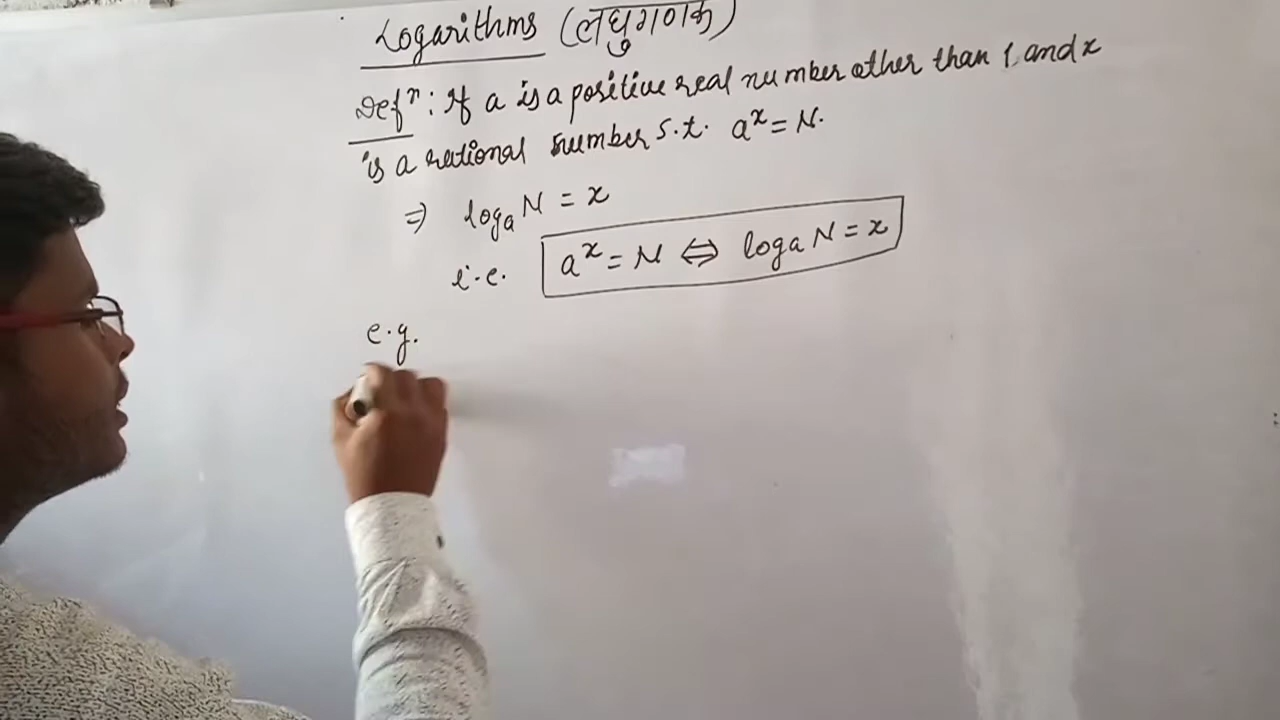 Logarithms (लघुगणक)
Defⁿ: If a is a positive real number other than 1, and x
is a rational number s.t. aˣ = N.
⇒ logₐ N = x
i.e. aˣ = N ⇔ logₐ N = x
e.g.